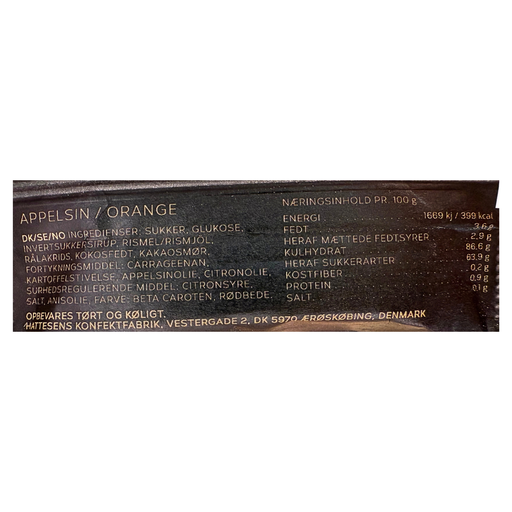 APPELSIN / ORANGE
DK/SE/NO INGREDIENSER: SUKKER, GLUKOSE,
INVERTSUKKERSIRUP, RISMEL/RISMJÖL,
RÅLAKRIDS, KOKOSFEDT, KAKAOSMØR,
FORTYKNINGSMIDDEL: CARRAGEENAN,
KARTOFFELSTIVELSE, APPELSINOLIE, CITRONOLIE,
SURHEDSREGULERENDE MIDDEL: CITRONSYRE,
SALT, ANISOLIE, FARVE: BETA CAROTEN, RØDBEDE.
OPBEVARES TØRT OG KØLIGT.
HATTESENS KONFEKTFABRIK, VESTERGADE 2, DK 5970 ÆRØSKØBING, DENMARK
NÆRINGSINHOLD PR. 100 g
ENERGI 1669 kj / 399 kcal
FEDT 3,6 g
HERAF MÆTTEDE FEDTSYRER 2,9 g
KULHYDRAT 86,6 g
HERAF SUKKERARTER 63,9 g
KOSTFIBER 0,2 g
PROTEIN 0,9 g
SALT 0,1 g